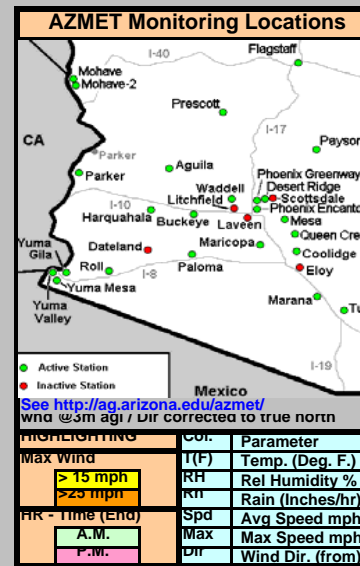 AZMET Monitoring Locations
I-40
Flagstaff
Mohave
Mohave-2
Prescott
I-17
CA
Parker
Payson
Aguila
Parker
Phoenix Greenway
Desert Ridge
Waddell
Litchfield
Scottsdale
I-10
Phoenix Encanto
Harquahala
Buckeye
Laveen
Mesa
Yuma
Gila
Dateland
Maricopa
Queen Cre
Coolidge
Roll
I-8
Paloma
Eloy
Yuma Mesa
Yuma
Valley
Marana
Tu
I-19
Active Station
Inactive Station
Mexico
See http://ag.arizona.edu/azmet/
wnd @3m agl / Dir corrected to true north
HIGHLIGHTING
Col. Parameter
Max Wind
T(F) Temp. (Deg. F.)
> 15 mph
RH Rel Humidity %
>25 mph
Rn Rain (Inches/hr)
HR - Time (End)
Spd Avg Speed mph
A.M.
Max Max Speed mph
P.M.
Dir Wind Dir. (from)